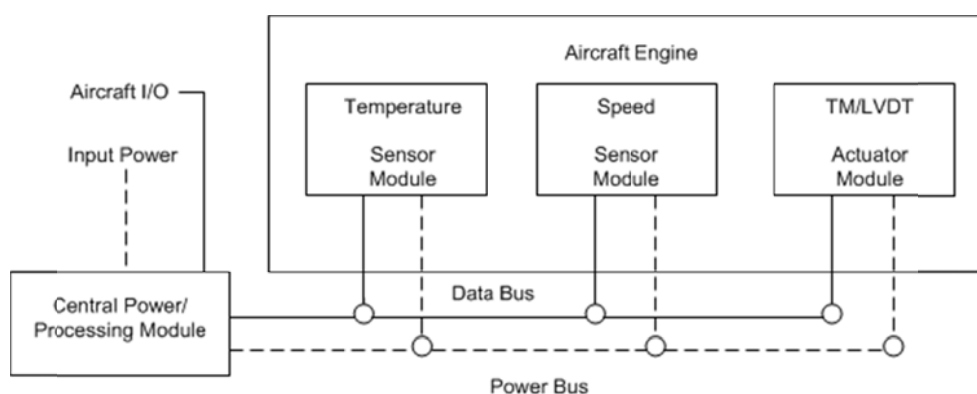 Aircraft Engine
Aircraft I/O
Input Power
Temperature
Sensor
Module
Speed
Sensor
Module
TM/LVDT
Actuator
Module
Central Power/
Processing Module
Data Bus
Power Bus